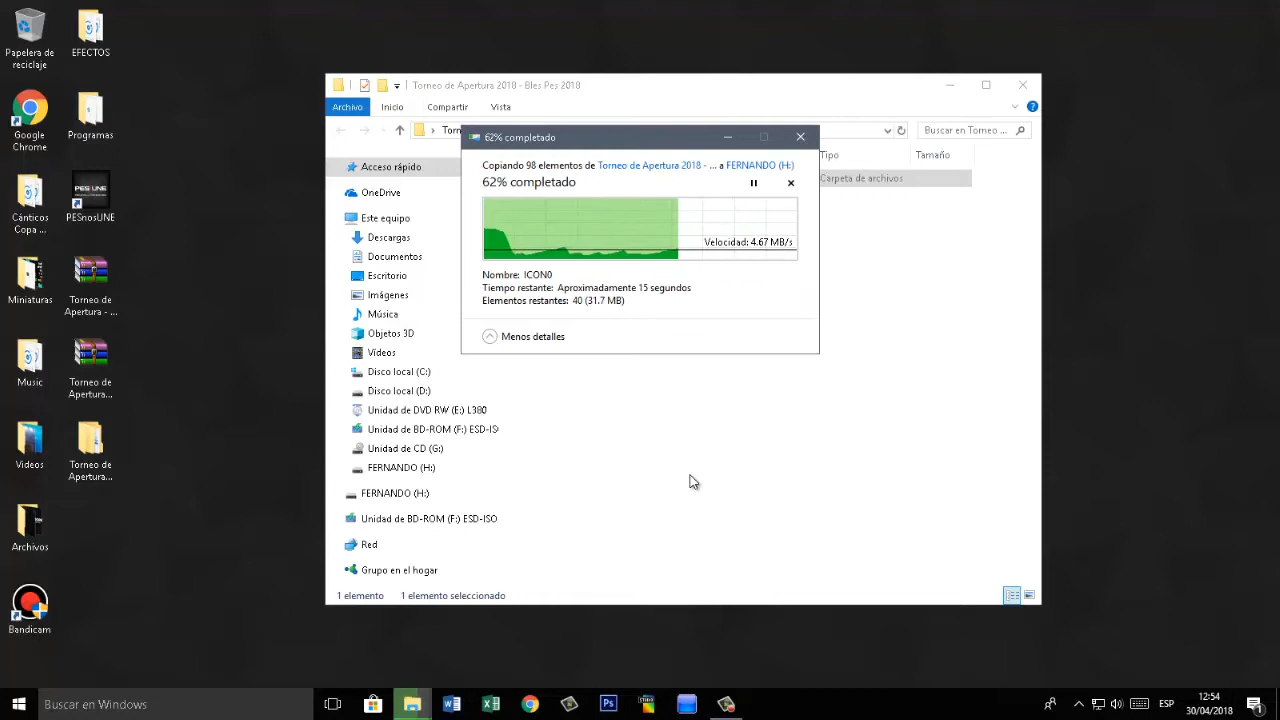 Papelera de
reciclaje
EFECTOS
Google
Chrome
Programas
Cánticos
Copa ...
PES UNE
PESnosUNE
Miniaturas
Torneo de
Apertura - ...
Music
Torneo de
Apertura...
Videos
Torneo de
Apertura...
Archivos
Bandicam
Torneo de Apertura 2018 - Bles Pes 2018
Archivo
Inicio
Compartir
Vista
Torn
Buscar en Torneo ...
Tipo
Tamaño
Carpeta de archivos
Acceso rápido
OneDrive
Este equipo
Descargas
Documentos
Escritorio
Imágenes
Música
Objetos 3D
Vídeos
Disco local (C:)
Disco local (D:)
Unidad de DVD RW (E:) L380
Unidad de BD-ROM (F:) ESD-IS
Unidad de CD (G:)
FERNANDO (H:)
FERNANDO (H:)
Unidad de BD-ROM (F:) ESD-ISO
Red
Grupo en el hogar
1 elemento
1 elemento seleccionado
62% completado
Copiando 98 elementos de Torneo de Apertura 2018 - ... a FERNANDO (H:)
62% completado
Velocidad: 4.67 MB/s
Nombre: ICON0
Tiempo restante: Aproximadamente 15 segundos
Elementos restantes: 40 (31.7 MB)
Menos detalles
Buscar en Windows
ESP
12:54
30/04/2018